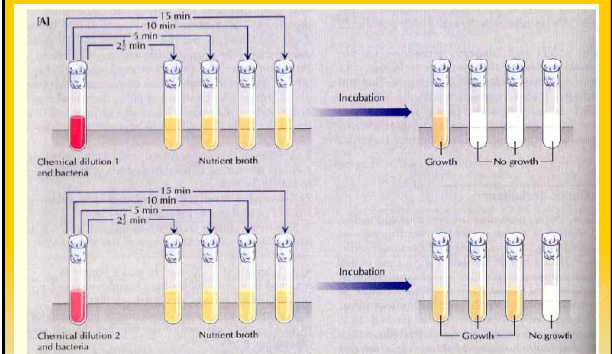 [A]
15 min
10 min
5 min
2½ min
Incubation
Chemical dilution 1
and bacteria
Nutrient broth
Growth
No growth
15 min
10 min
5 min
2½ min
Incubation
Chemical dilution 2
and bacteria
Nutrient broth
Growth
No growth